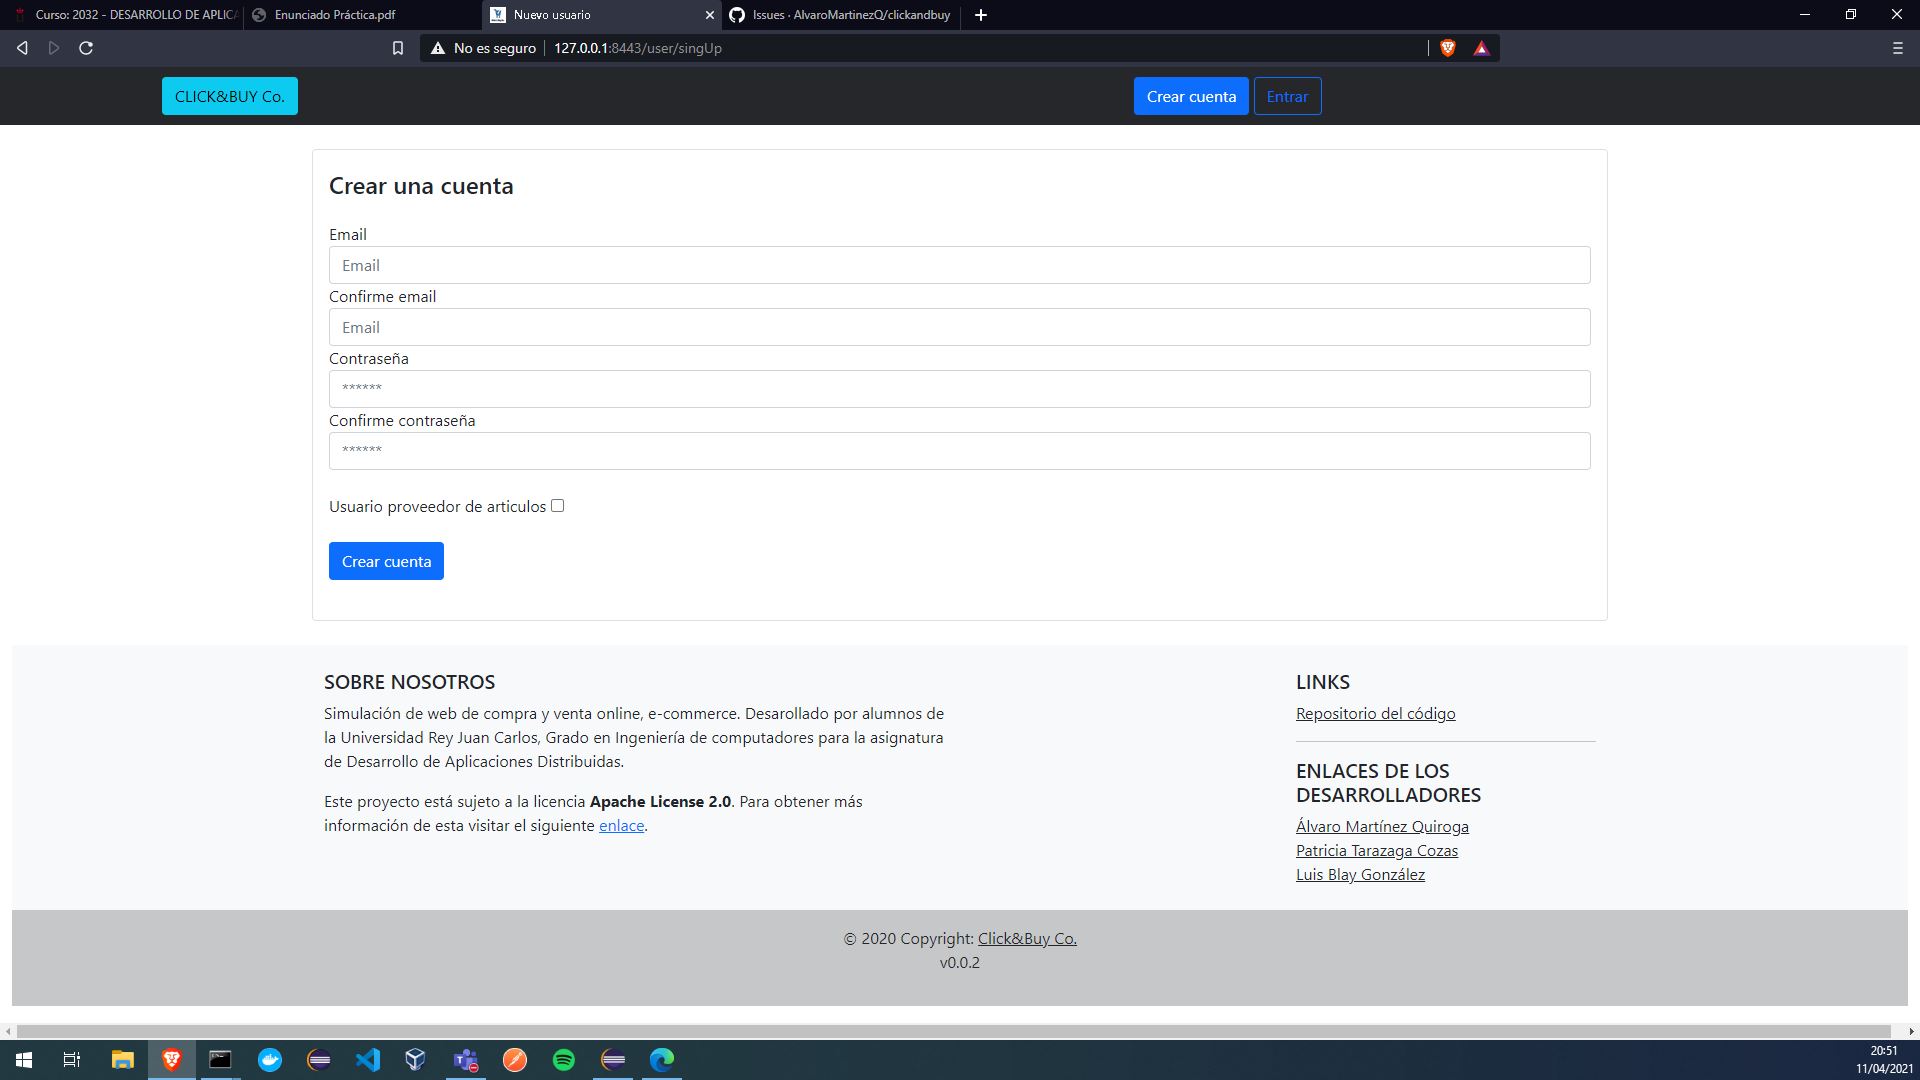 Curso: 2032 - DESARROLLO DE APLICA
Enunciado Práctica.pdf
Nuevo usuario
Issues · AlvaroMartinezQ/clickandbuy
No es seguro
127.0.0.1:8443/user/singUp
CLICK&BUY Co.
Crear cuenta
Entrar
Crear una cuenta
Email
Email
Confirme email
Email
Contraseña
******
Confirme contraseña
******
Usuario proveedor de articulos
Crear cuenta
SOBRE NOSOTROS
Simulación de web de compra y venta online, e-commerce. Desarollado por alumnos de
la Universidad Rey Juan Carlos, Grado en Ingeniería de computadores para la asignatura
de Desarrollo de Aplicaciones Distribuidas.
Este proyecto está sujeto a la licencia Apache License 2.0. Para obtener más
información de esta visitar el siguiente enlace.
LINKS
Repositorio del código
ENLACES DE LOS
DESARROLLADORES
Álvaro Martínez Quiroga
Patricia Tarazaga Cozas
Luis Blay González
© 2020 Copyright: Click&Buy Co.
v0.0.2
20:51
11/04/2021